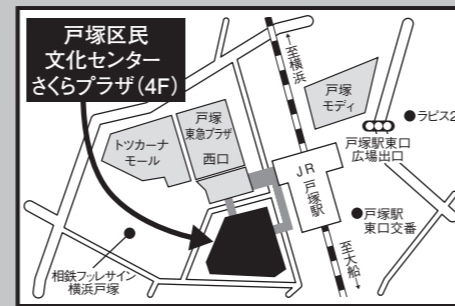 戸塚区民
文化センター
さくらプラザ(4F)
←至横浜
戸塚
モディ
●ラピス2
戸塚駅東口
広場出口
戸塚
東急プラザ
トツカーナ
モール
西口
JR
戸塚駅
●戸塚駅
東口交番
至大船→
相鉄フレッサイン
横浜戸塚